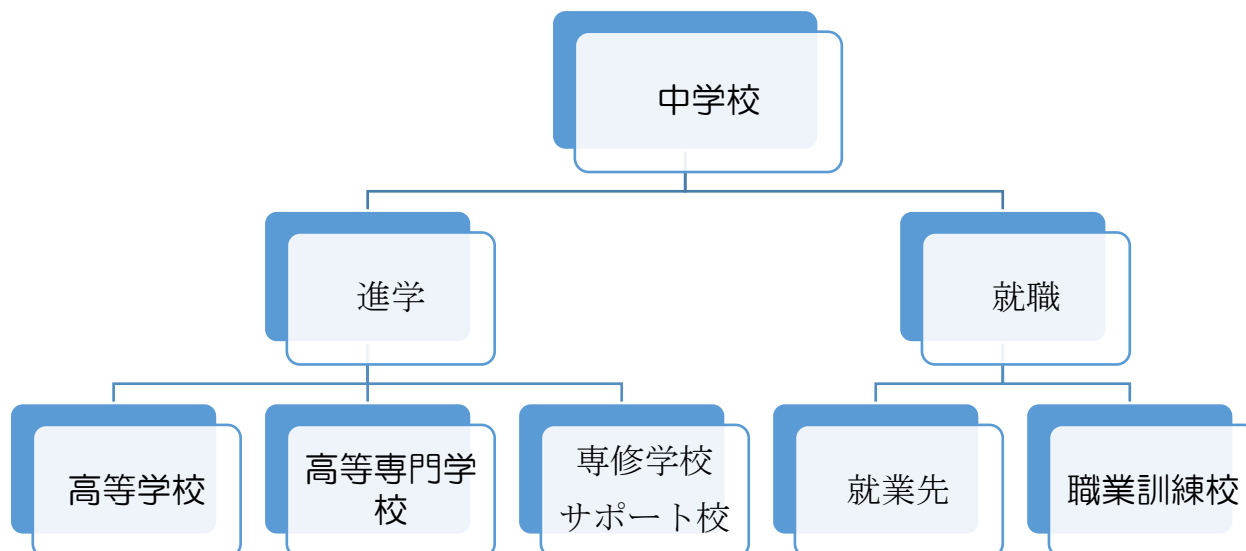 中学校
進学
就職
高等学校
高等専門学
校
専修学校
サポート校
就業先
職業訓練校